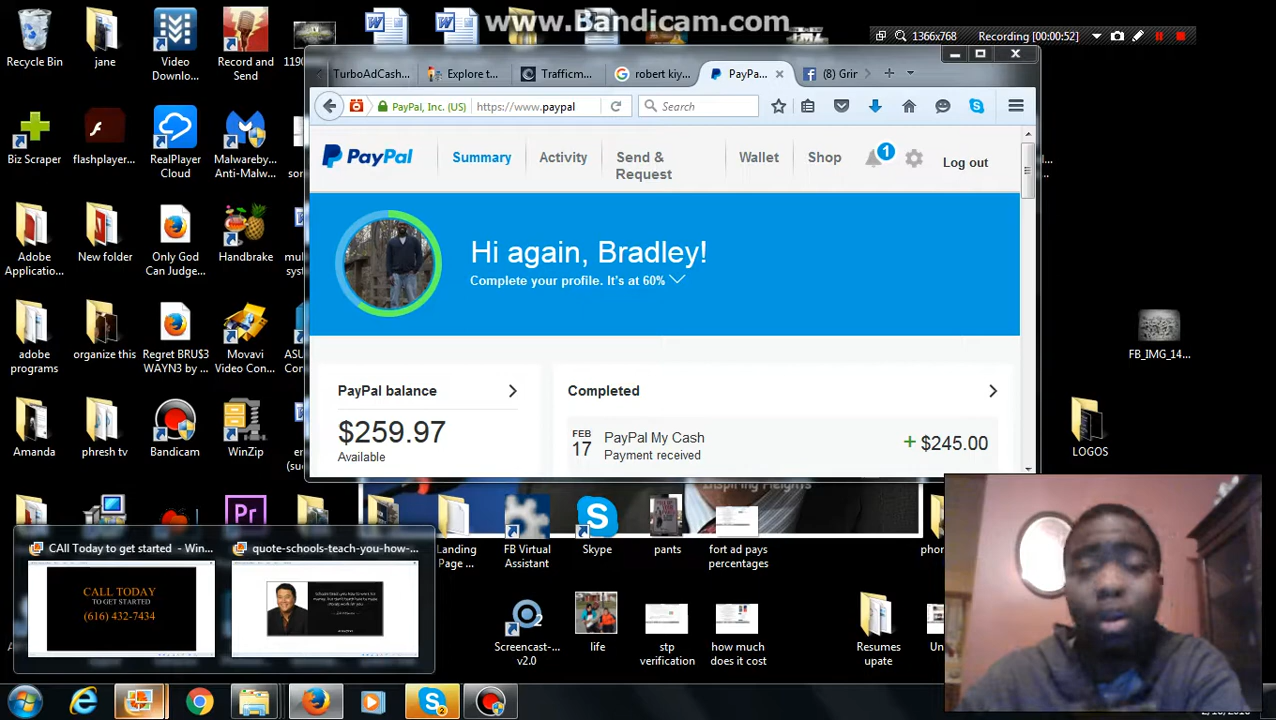 www.Bandicam.com
1366x768
Recording [00:00:52]
Recycle Bin
jane
Video
Downlo...
Record and
Send
Biz Scraper
flashplayer...
RealPlayer
Cloud
Malwareby...
Anti-Malw...
Adobe
Applicatio...
New folder
Only God
Can Judge...
Handbrake
adobe
programs
organize this
Regret BRU$3
WAYN3 by ...
Movavi
Video Con...
Amanda
phresh tv
Bandicam
WinZip
TurboAdCash...
Explore t...
Trafficm...
robert kiy...
PayPa...
(8) Grir
PayPal, Inc. (US)
https://www.paypal
Search
PayPal
Summary
Activity
Send &
Request
Wallet
Shop
1
Log out
Hi again, Bradley!
Complete your profile. It's at 60%
PayPal balance
$259.97
Available
Completed
FEB
17
PayPal My Cash
Payment received
+ $245.00
FB_IMG_14...
LOGOS
Inspiring Heights
Landing
Page ...
FB Virtual
Assistant
Skype
pants
fort ad pays
percentages
Screencast-...
v2.0
life
stp
verification
how much
does it cost
Resumes
upate
CAll Today to get started - Win...
CALL TODAY
TO GET STARTED
(616) 432-7434
quote-schools-teach-you-how-...